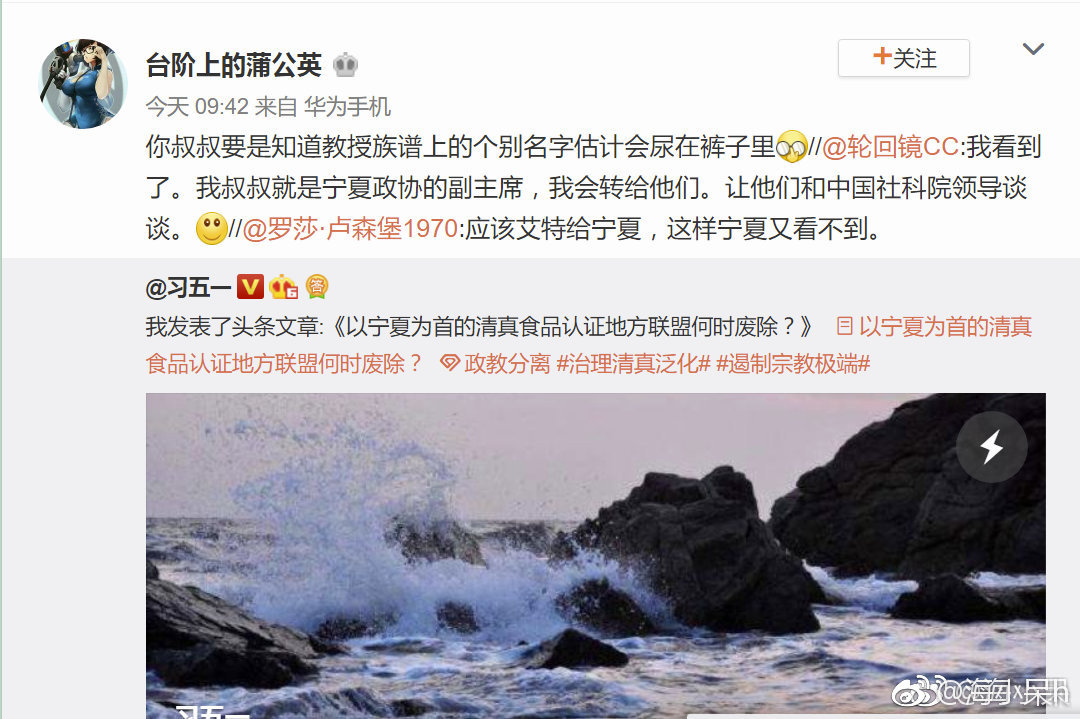 台阶上的蒲公英
+关注
今天 09:42 来自 华为手机
你叔叔要是知道教授族谱上的个别名字估计会尿在裤子里//@轮回镜CC:我看到
了。我叔叔就是宁夏政协的副主席，我会转给他们。让他们和中国社科院领导谈
谈。//@罗莎·卢森堡1970:应该艾特给宁夏，这样宁夏又看不到。
@习五一 V 6 答
我发表了头条文章:《以宁夏为首的清真食品认证地方联盟何时废除？》 以宁夏为首的清真
食品认证地方联盟何时废除？ 政教分离 #治理清真泛化# #遏制宗教极端#
习五一